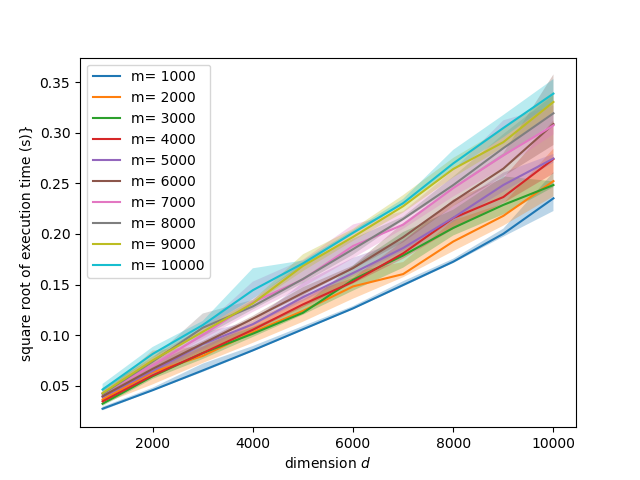 0.35
0.30
0.25
0.20
0.15
0.10
0.05
square root of execution time (s)}
m= 1000
m= 2000
m= 3000
m= 4000
m= 5000
m= 6000
m= 7000
m= 8000
m= 9000
m= 10000
2000 4000 6000 8000 10000
dimension d